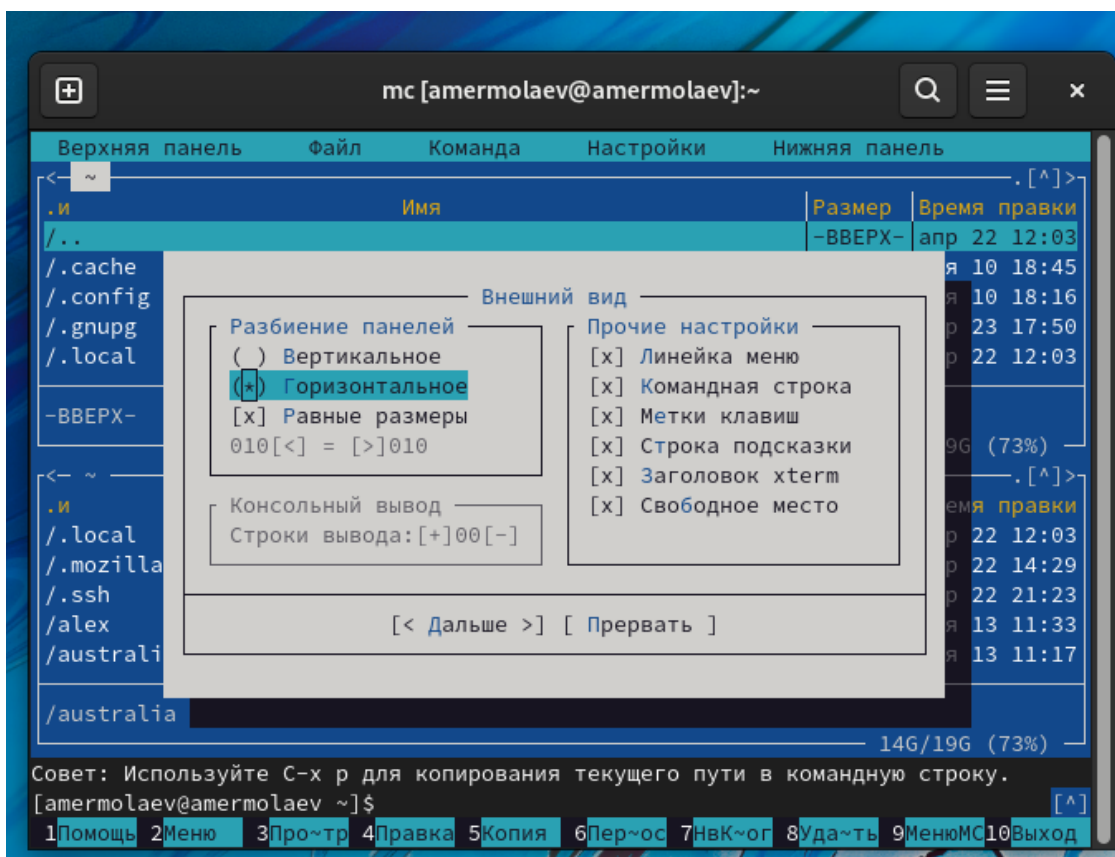 mc [amermolaev@amermolaev]:~
Верхняя панель Файл Команда Настройки Нижняя панель
<─ ~ .[^]>
.и Имя Размер Время правки
/.. -ВВЕРХ- апр 22 12:03
/.cache я 10 18:45
/.config я 10 18:16
/.gnupg р 23 17:50
/.local р 22 12:03
-ВВЕРХ-
9G (73%)
Внешний вид
Разбиение панелей
( ) Вертикальное
(*) Горизонтальное
[x] Равные размеры
010[<] = [>]010
Консольный вывод
Строки вывода:[+]00[-]
Прочие настройки
[x] Линейка меню
[x] Командная строка
[x] Метки клавиш
[x] Строка подсказки
[x] Заголовок xterm
[x] Свободное место
[< Дальше >] [ Прервать ]
<─ ~ .[^]>
.и емя правки
/.local р 22 12:03
/.mozilla р 22 14:29
/.ssh р 22 21:23
/alex я 13 11:33
/australi я 13 11:17
/australia
14G/19G (73%)
Совет: Используйте C-x p для копирования текущего пути в командную строку.
[amermolaev@amermolaev ~]$ [^]
1Помощь 2Меню 3Про~тр 4Правка 5Копия 6Пер~ос 7НвК~ог 8Уда~ть 9МенюMC 10Выход